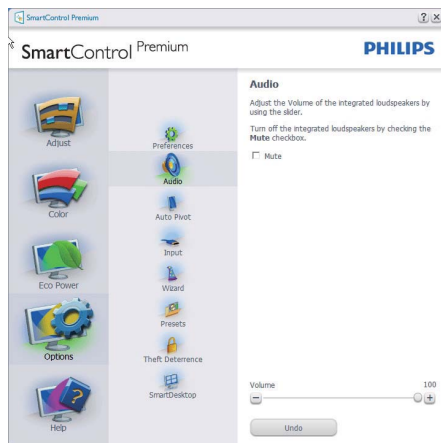 SmartControl Premium
SmartControl Premium
PHILIPS
Adjust
Color
Eco Power
Options
Help
Preferences
Audio
Auto Pivot
Input
Wizard
Presets
Theft Deterrence
SmartDesktop
Audio
Adjust the Volume of the integrated loudspeakers by
using the slider.
Turn off the integrated loudspeakers by checking the
Mute checkbox.
Mute
Volume 100
Undo